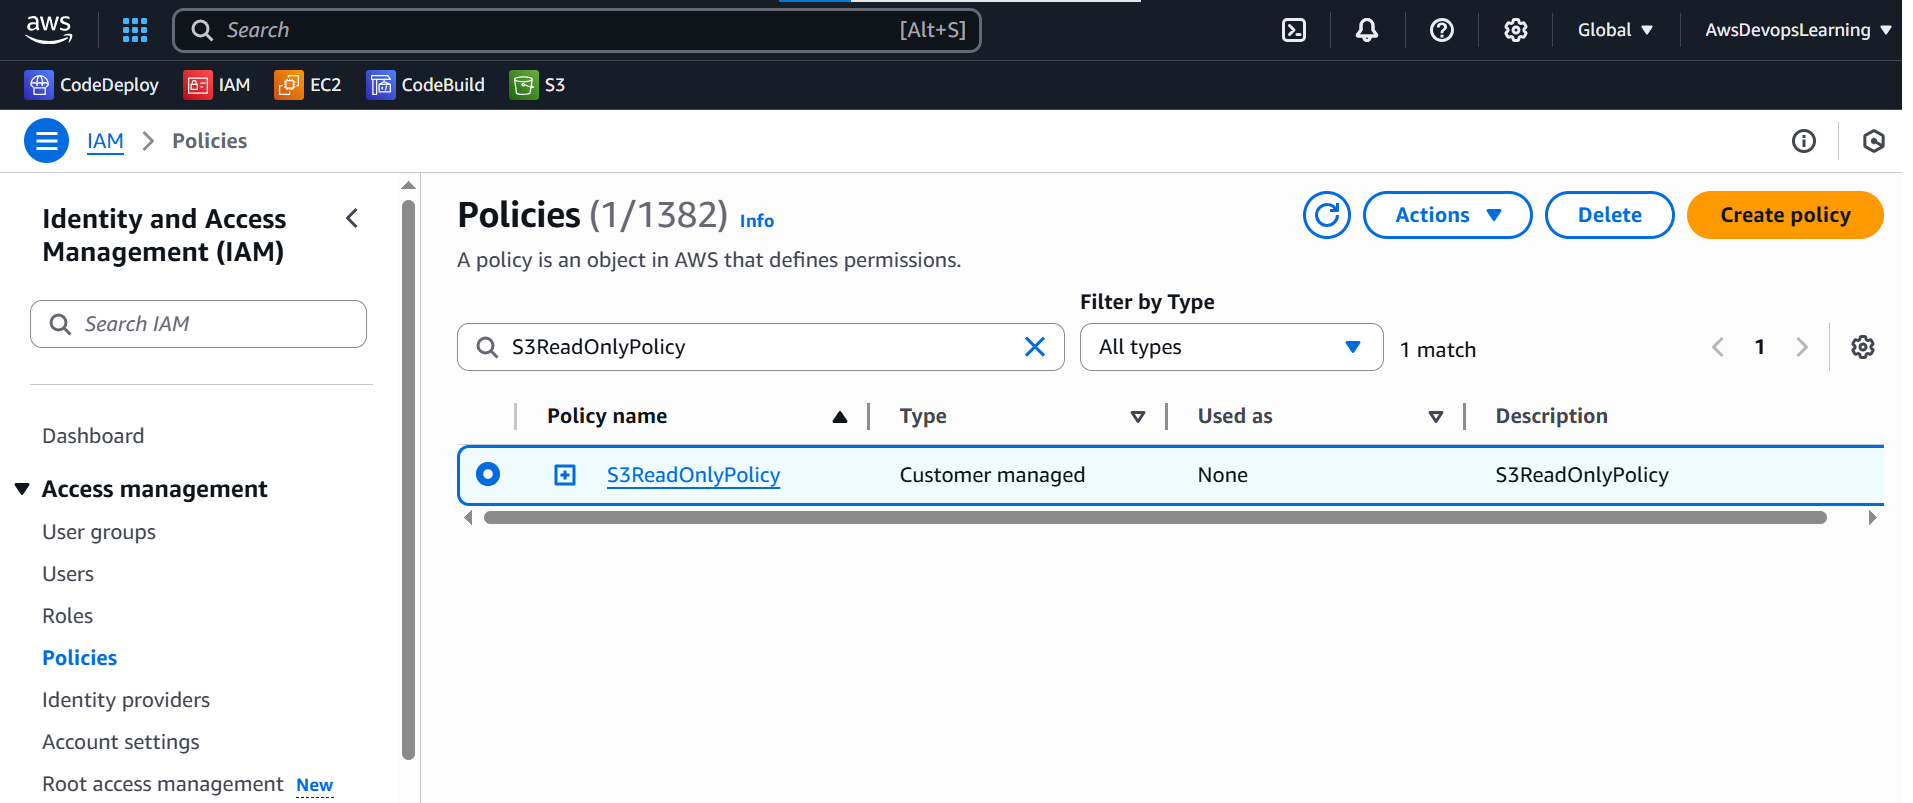 aws
Search [Alt+S]
Global
AwsDevopsLearning
CodeDeploy IAM EC2 CodeBuild S3
IAM Policies
Identity and Access
Management (IAM)
Search IAM
Dashboard
Access management
User groups
Users
Roles
Policies
Identity providers
Account settings
Root access management New
Policies (1/1382) Info
Actions
Delete
Create policy
A policy is an object in AWS that defines permissions.
Filter by Type
S3ReadOnlyPolicy
All types
1 match
1
Policy name Type Used as Description
S3ReadOnlyPolicy Customer managed None S3ReadOnlyPolicy